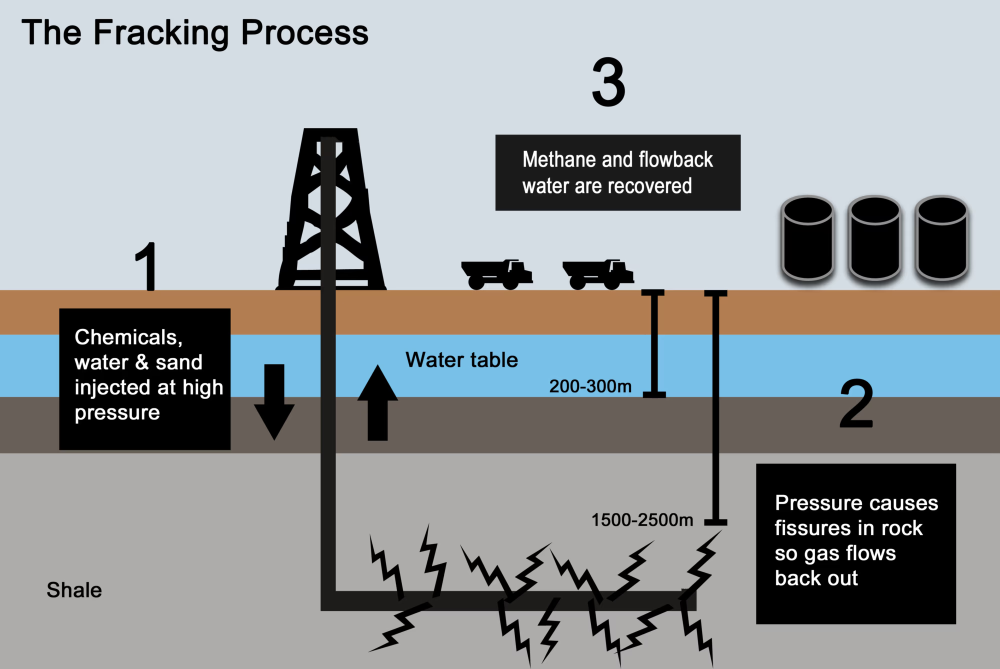 The Fracking Process
1
Chemicals,
water & sand
injected at high
pressure
3
Methane and flowback
water are recovered
Water table
200-300m
2
Pressure causes
fissures in rock
so gas flows
back out
1500-2500m
Shale